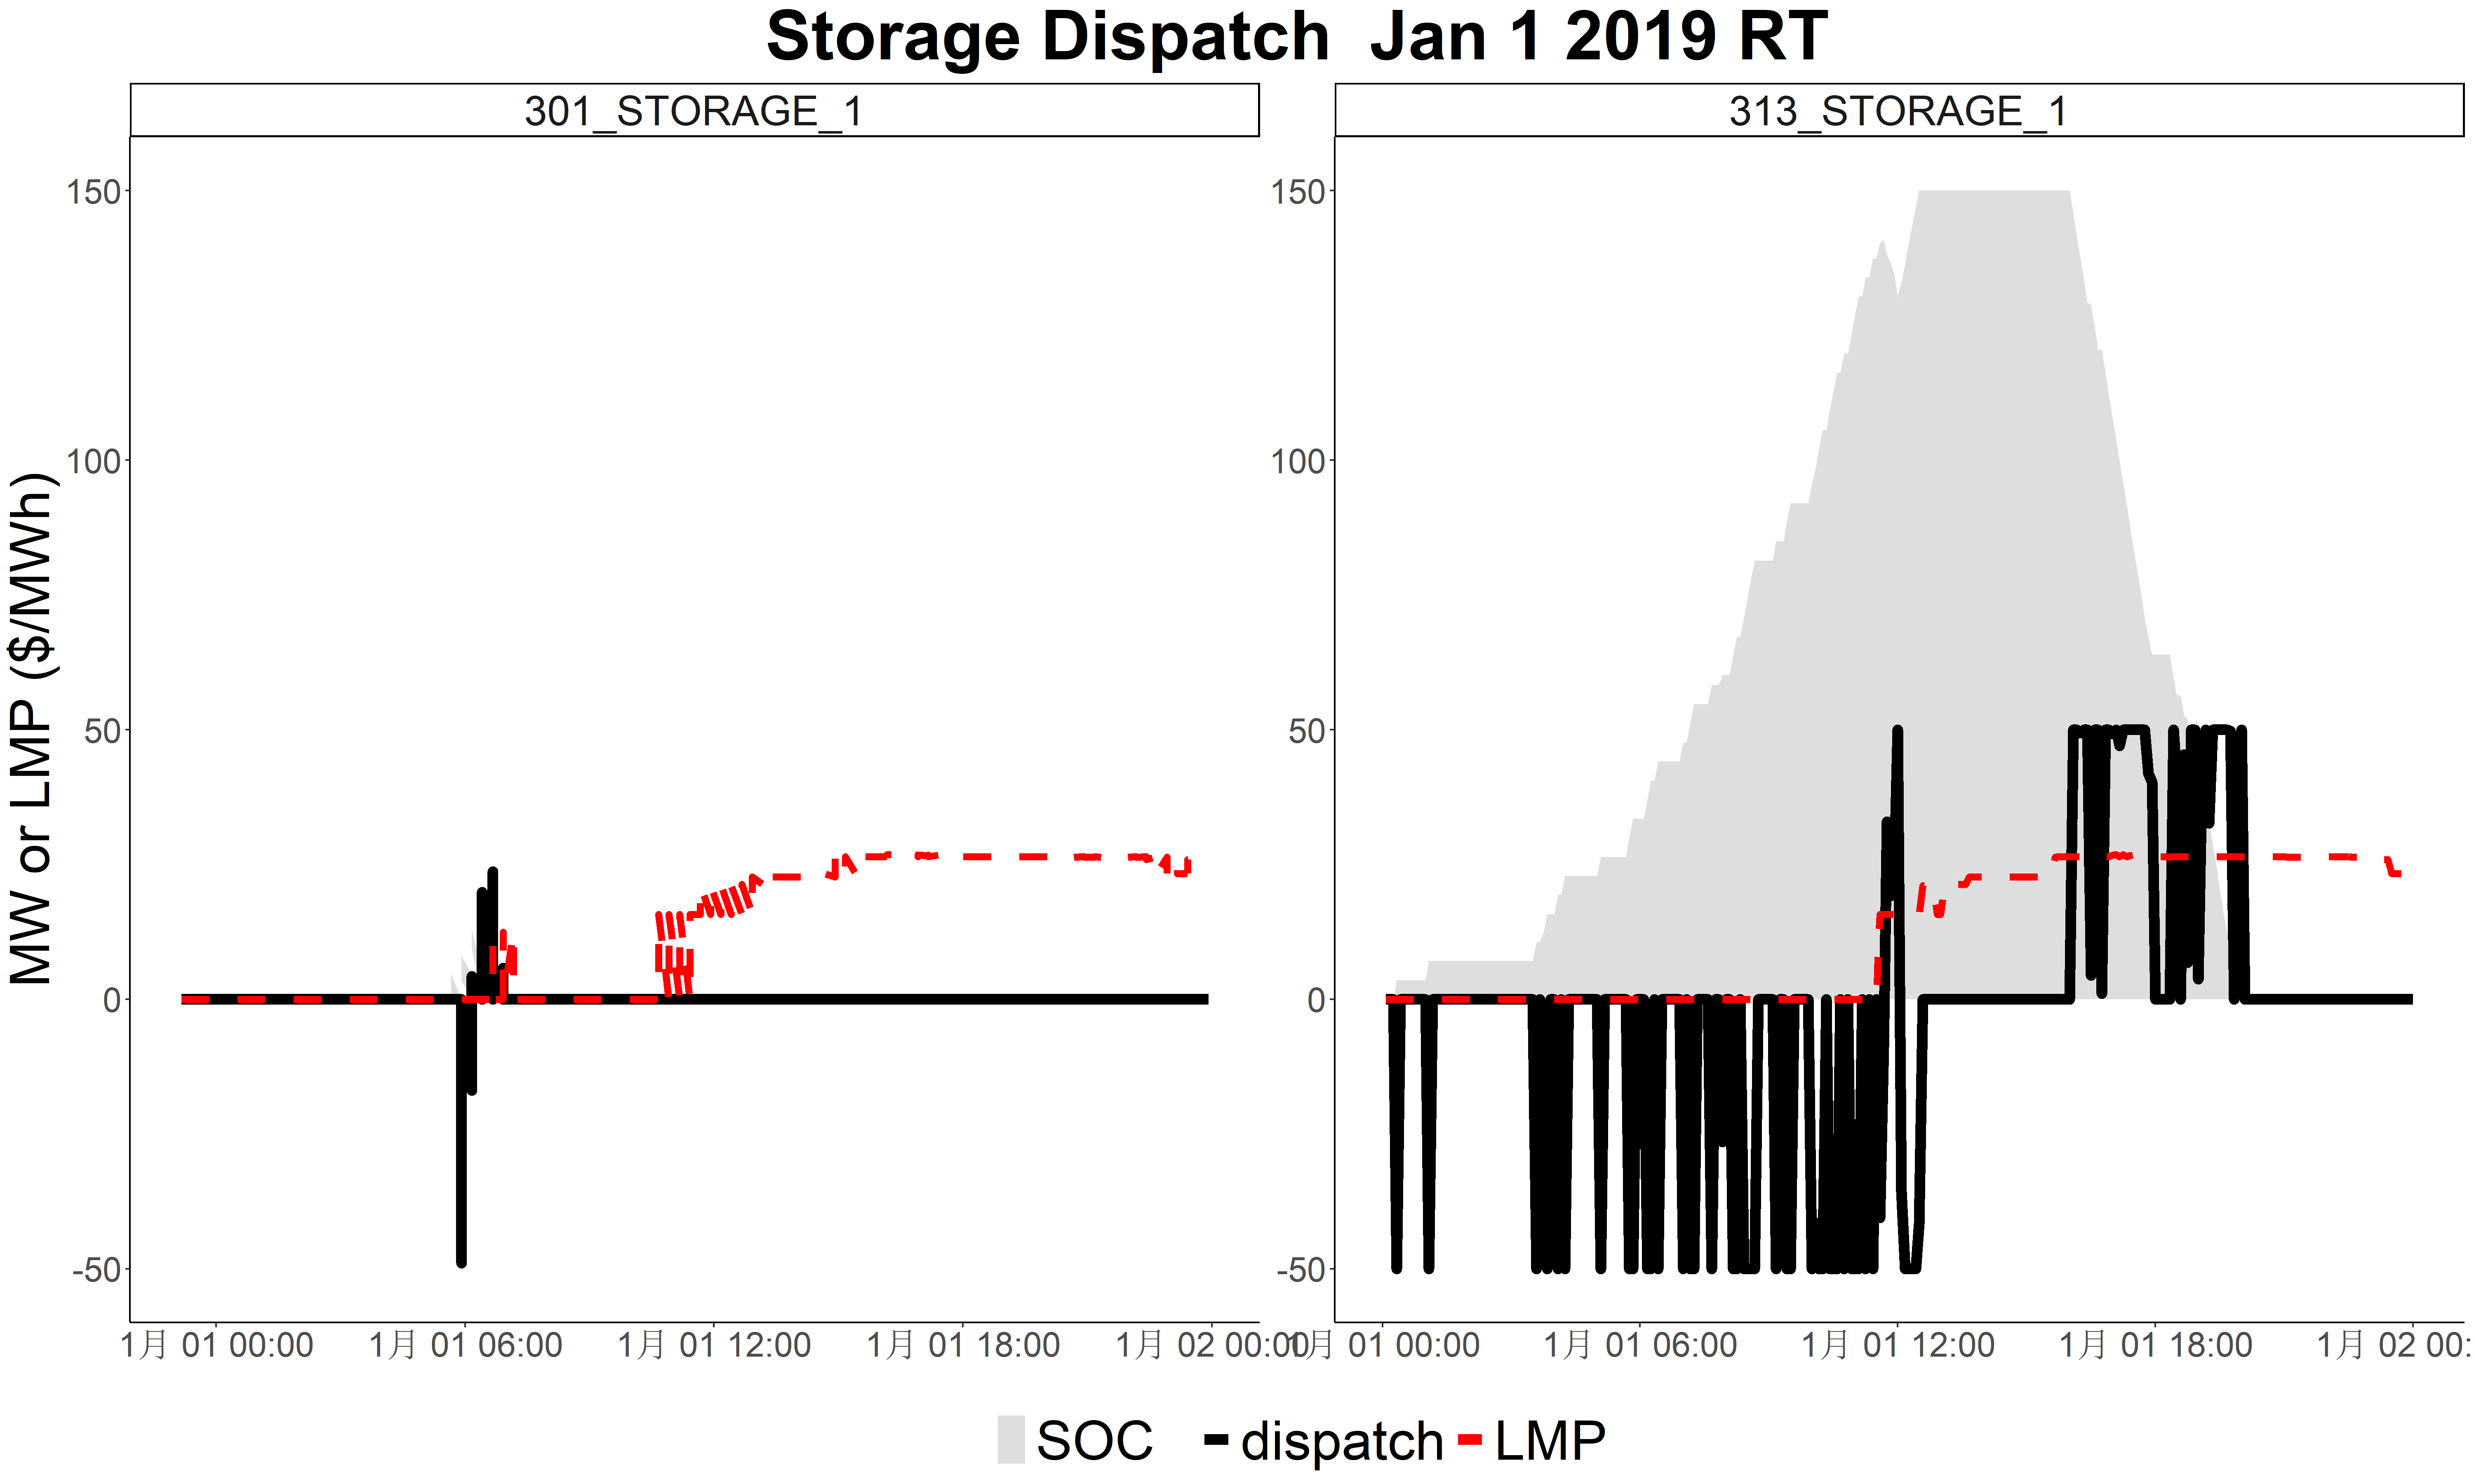 Storage Dispatch  Jan 1 2019 RT
301_STORAGE_1
313_STORAGE_1
MW or LMP ($/MWh)
150
100
50
0
-50
150
100
50
0
-50
1月 01 00:00
1月 01 06:00
1月 01 12:00
1月 01 18:00
1月 02 00:00
1月 01 00:00
1月 01 06:00
1月 01 12:00
1月 01 18:00
1月 02 00:
SOC
dispatch
LMP